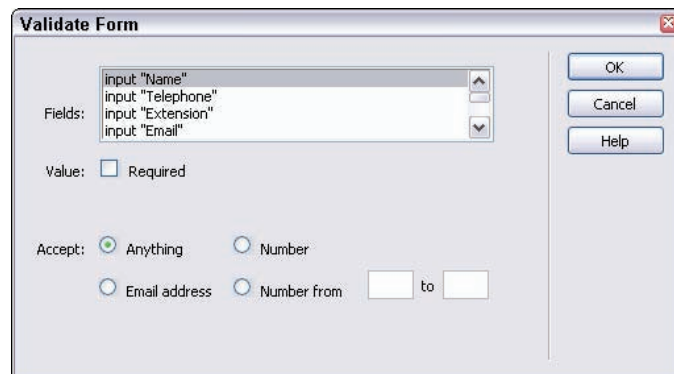 Validate Form
Fields:
input "Name"
input "Telephone"
input "Extension"
input "Email"
Value: Required
Accept: Anything Number
Email address Number from to
OK
Cancel
Help